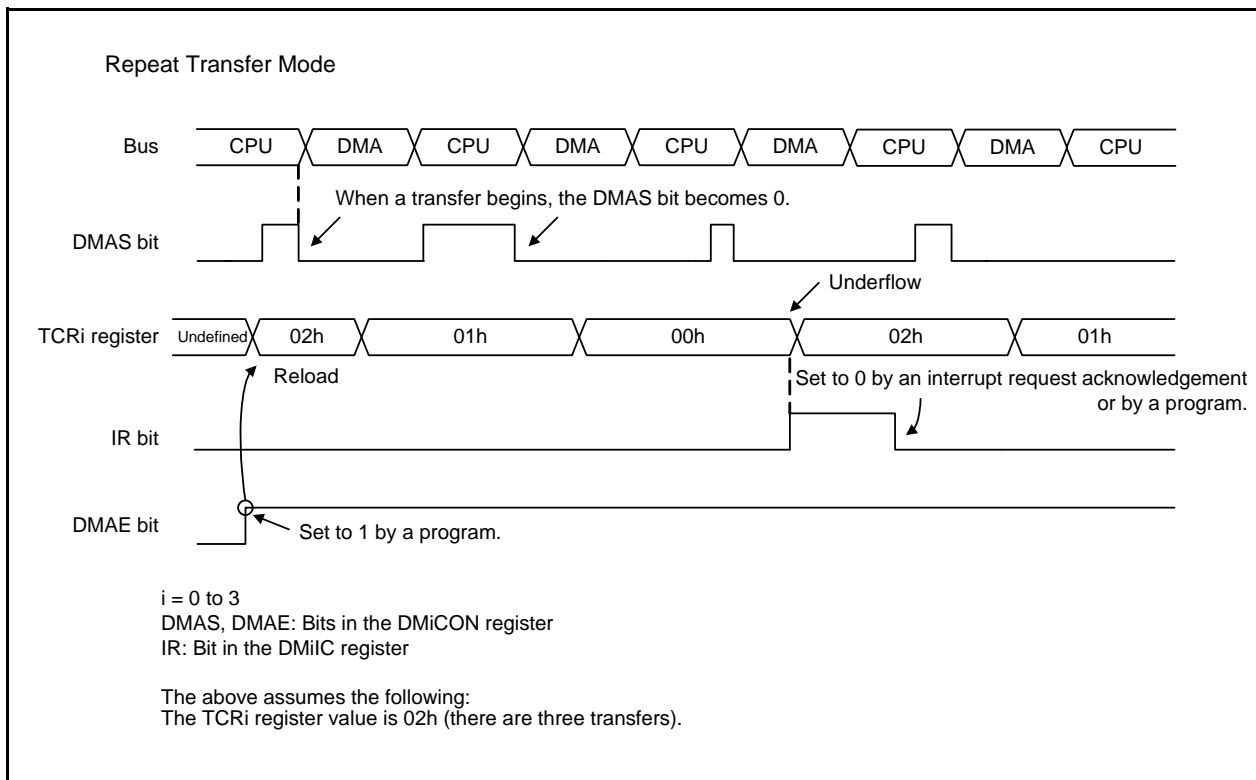 Repeat Transfer Mode
Bus
CPU
DMA
CPU
DMA
CPU
DMA
CPU
DMA
CPU
When a transfer begins, the DMAS bit becomes 0.
DMAS bit
Underflow
TCRi register
Undefined
02h
01h
00h
02h
01h
Reload
Set to 0 by an interrupt request acknowledgement
or by a program.
IR bit
DMAE bit
Set to 1 by a program.
i = 0 to 3
DMAS, DMAE: Bits in the DMiCON register
IR: Bit in the DMiIC register
The above assumes the following:
The TCRi register value is 02h (there are three transfers).